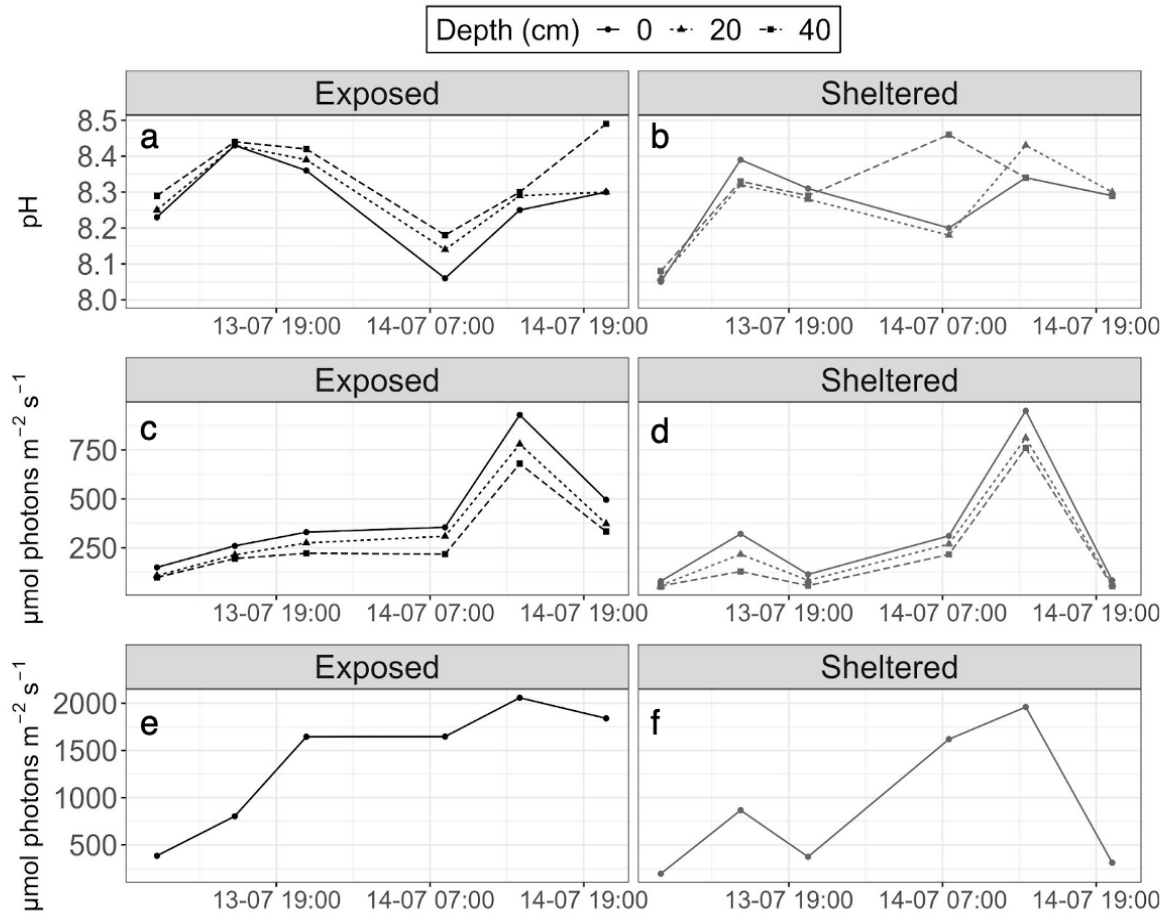 Depth (cm) 0 20 40
Exposed Sheltered
a b
8.5
8.4
8.3
8.2
8.1
8.0
pH
13-07 19:00 14-07 07:00 14-07 19:00 13-07 19:00 14-07 07:00 14-07 19:00
Exposed Sheltered
c d
750
500
250
μmol photons m⁻² s⁻¹
13-07 19:00 14-07 07:00 14-07 19:00 13-07 19:00 14-07 07:00 14-07 19:00
Exposed Sheltered
e f
2000
1500
1000
500
μmol photons m⁻² s⁻¹
13-07 19:00 14-07 07:00 14-07 19:00 13-07 19:00 14-07 07:00 14-07 19:00